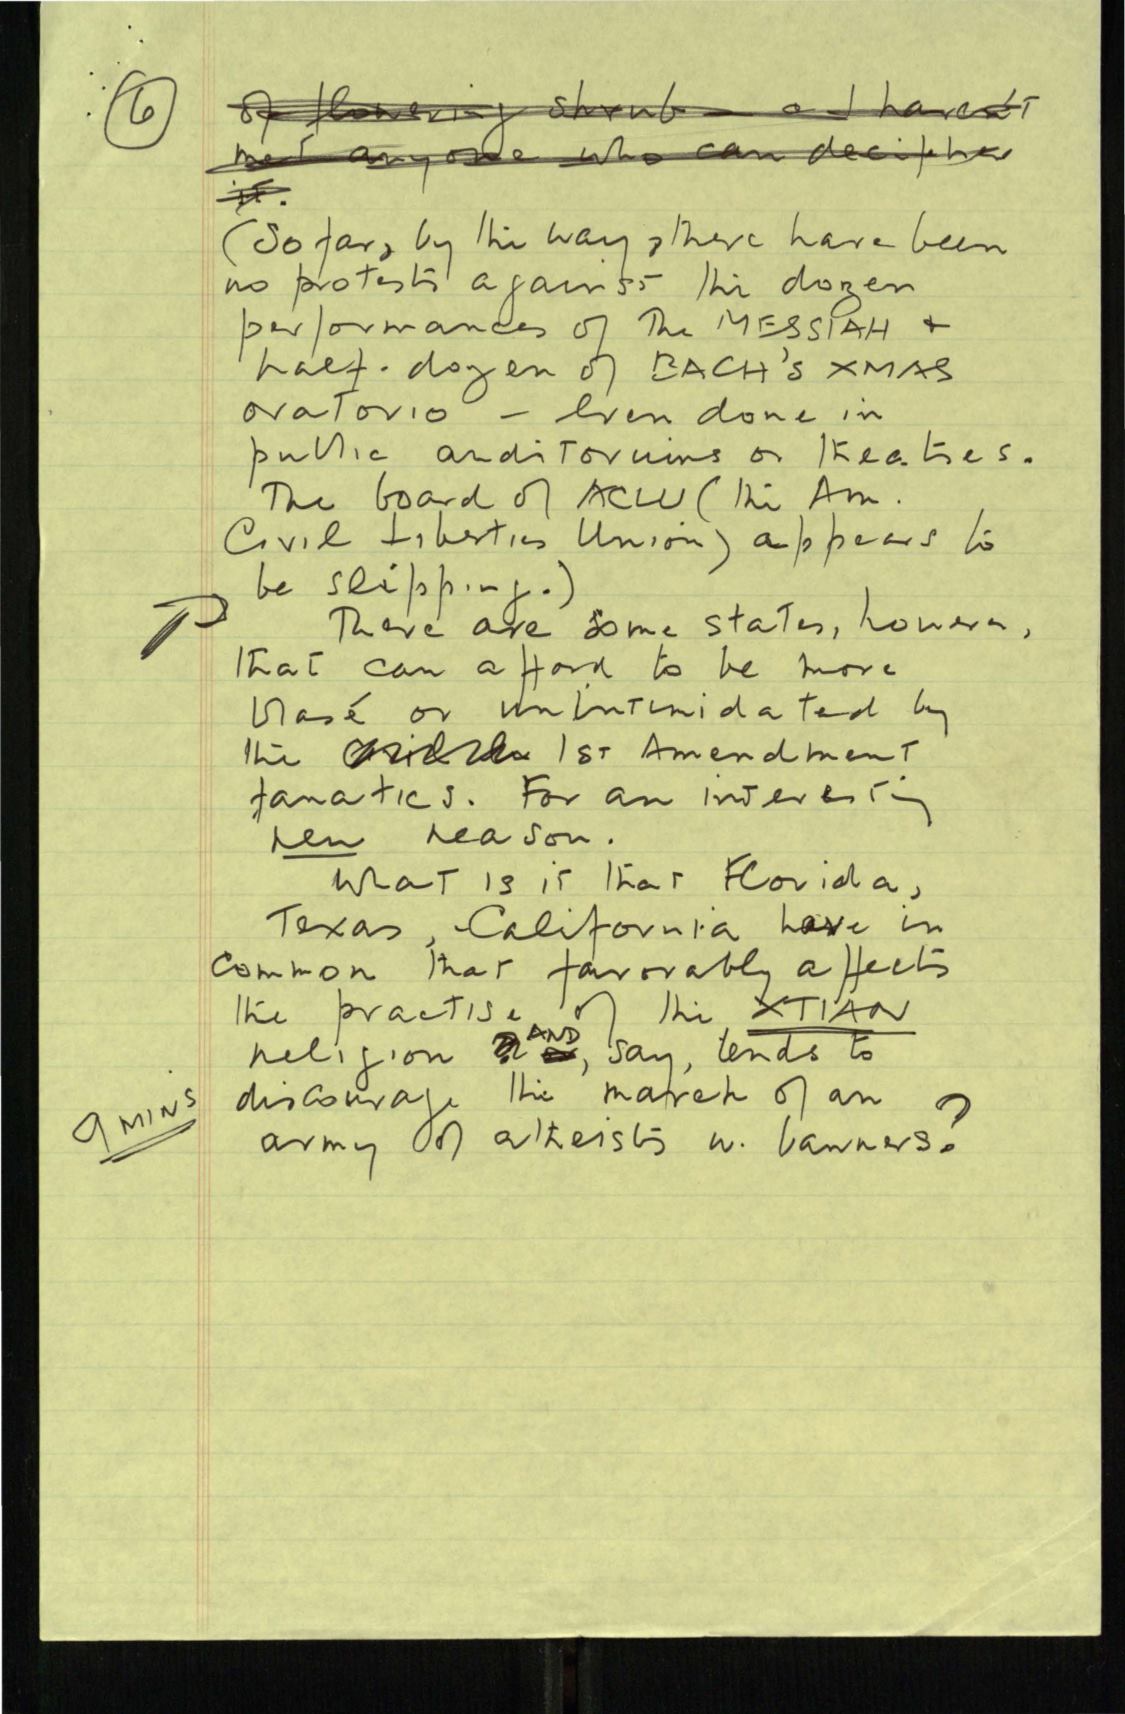 6
of flowering shrub — I haven't
met anyone who can decipher
it.
(So far, by the way, there have been
no protests against the dozen
performances of The MESSIAH +
half-dozen of BACH'S XMAS
oratorio – even done in
public auditoriums or theatres.
The board of ACLU (the Am.
Civil Liberties Union) appears to
be slipping.)
There are some states, however,
that can afford to be more
blasé or unintimidated by
the 1st Amendment
fanatics. For an interesting
new reason.
What is it that Florida,
Texas, California have in
common that favorably affects
the practise of the XTIAN
religion AND, say, tends to
discourage the march of an
9 MINS
army of atheists w. banners?